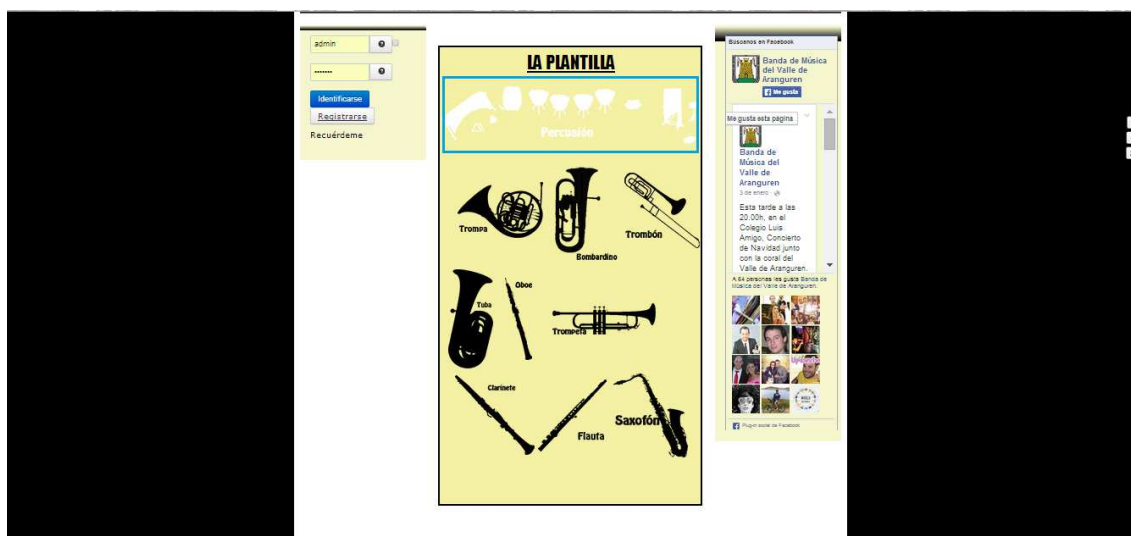 admin
Identificarse
Registrarse
Recuérdeme
LA PLANTILLA
Percusión
Trompa
Bombardino
Trombón
Tuba
Oboe
Trompeta
Clarinete
Flauta
Saxofón
Buscanos en Facebook
Banda de Música
del Valle de
Aranguren
Me gusta
Me gusta esta página
Banda de
Música del
Valle de
Aranguren
3 de enero
Esta tarde a las
20.00h, en el
Colegio Luis
Amigo, Concierto
de Navidad junto
con la coral del
Valle de Aranguren.
A 64 personas les gusta Banda de
Música del Valle de Aranguren.
Plug-in social de Facebook